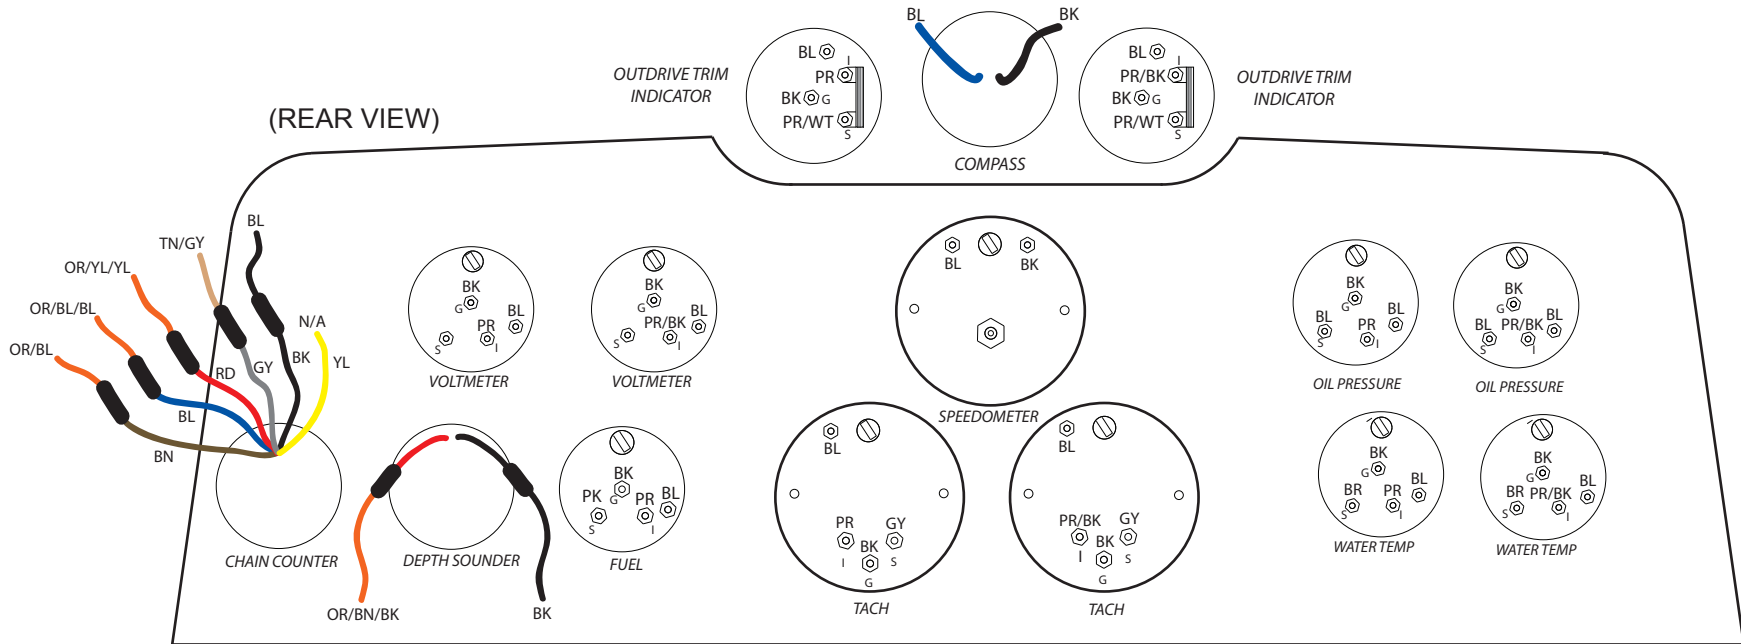 BL
BK
BL
I
PR
BK
G
PR/WT
S
OUTDRIVE TRIM
INDICATOR
COMPASS
BL
I
PR/BK
BK
G
PR/WT
S
OUTDRIVE TRIM
INDICATOR
(REAR VIEW)
BL
TN/GY
OR/YL/YL
OR/BL/BL
OR/BL
N/A
YL
BK
GY
RD
BL
BN
CHAIN COUNTER
BK
G
BL
PR
S
I
VOLTMETER
BK
G
BL
PR/BK
S
I
VOLTMETER
BL
BK
SPEEDOMETER
BK
G
BL
BL
PR
S
I
OIL PRESSURE
BK
G
BL
PR/BK
BL
S
I
OIL PRESSURE
OR/BN/BK
BK
DEPTH SOUNDER
BK
G
PK
PR
BL
S
I
FUEL
BL
PR
GY
BK
I
S
G
TACH
BL
PR/BK
GY
BK
I
S
G
TACH
BK
G
BR
PR
BL
S
I
WATER TEMP
BK
G
BR
PR/BK
BL
S
I
WATER TEMP